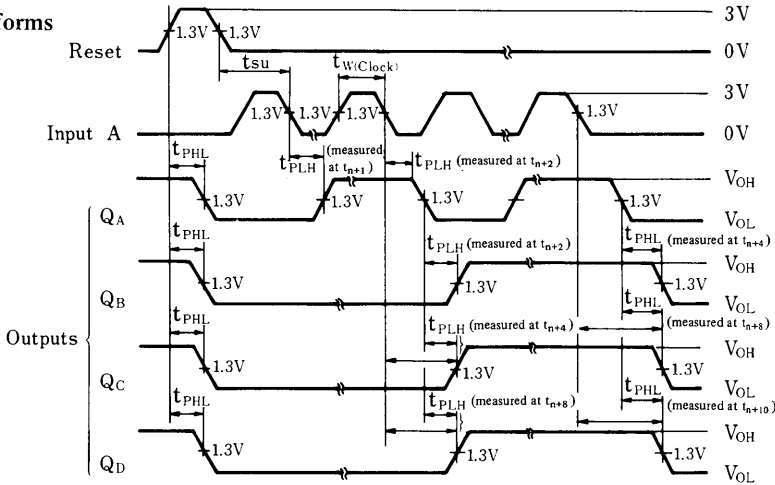 forms
3V
1.3V 1.3V
Reset 0V
tsu tW(Clock)
3V
1.3V 1.3V 1.3V 1.3V 1.3V
Input A 0V
tPHL tPLH (measured at tn+1) tPLH (measured at tn+2)
VOH
1.3V 1.3V 1.3V 1.3V
QA VOL
tPHL tPLH (measured at tn+2) tPHL (measured at tn+4)
VOH
1.3V 1.3V 1.3V
QB VOL
tPHL tPLH (measured at tn+4) tPHL (measured at tn+8)
Outputs VOH
1.3V 1.3V 1.3V
QC VOL
tPHL tPLH (measured at tn+8) tPHL (measured at tn+10)
VOH
1.3V 1.3V 1.3V
QD VOL